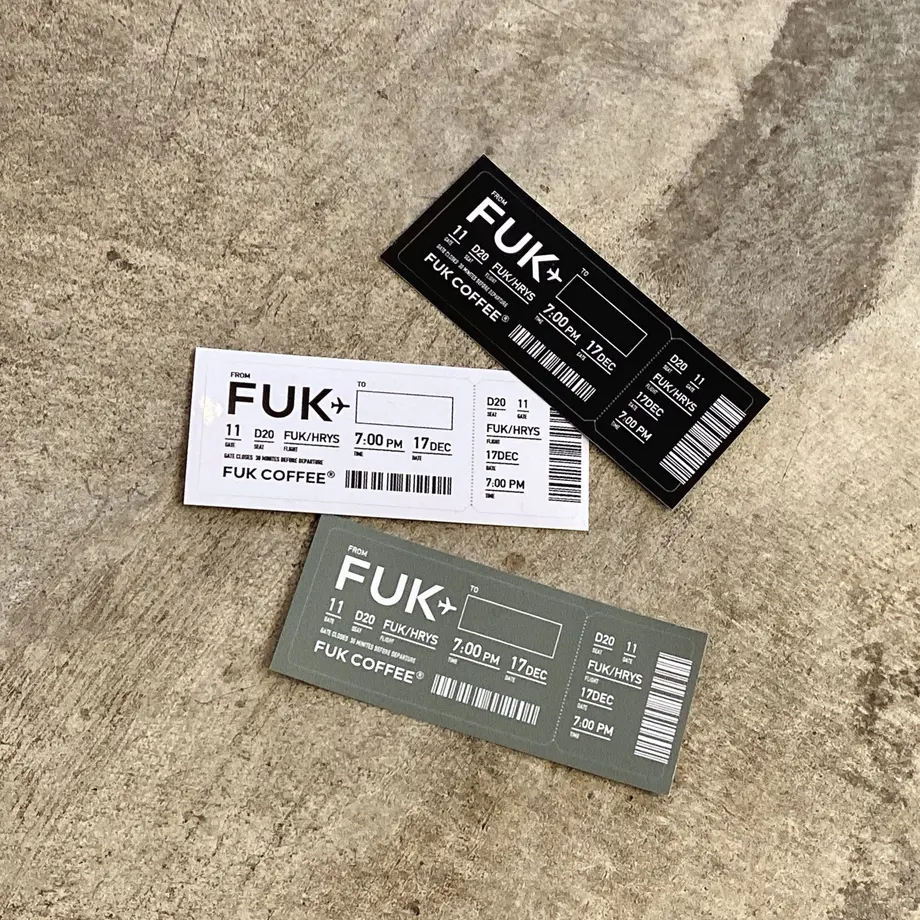 FROM
FUK
TO
11 D20 FUK/HRYS
GATE SEAT FLIGHT
7:00 PM 17DEC
TIME DATE
GATE CLOSES 30 MINITES BEFORE DEPARTURE
FUK COFFEE®
D20 11
SEAT GATE
FUK/HRYS
FLIGHT
17DEC
DATE
7:00 PM
TIME
FROM
FUK
TO
11 D20 FUK/HRYS
GATE SEAT FLIGHT
7:00 PM 17DEC
TIME DATE
GATE CLOSES 30 MINITES BEFORE DEPARTURE
FUK COFFEE®
D20 11
SEAT GATE
FUK/HRYS
FLIGHT
17DEC
DATE
7:00 PM
TIME
FROM
FUK
TO
11 D20 FUK/HRYS
GATE SEAT FLIGHT
7:00 PM 17DEC
TIME DATE
GATE CLOSES 30 MINITES BEFORE DEPARTURE
FUK COFFEE®
D20 11
SEAT GATE
FUK/HRYS
FLIGHT
17DEC
DATE
7:00 PM
TIME